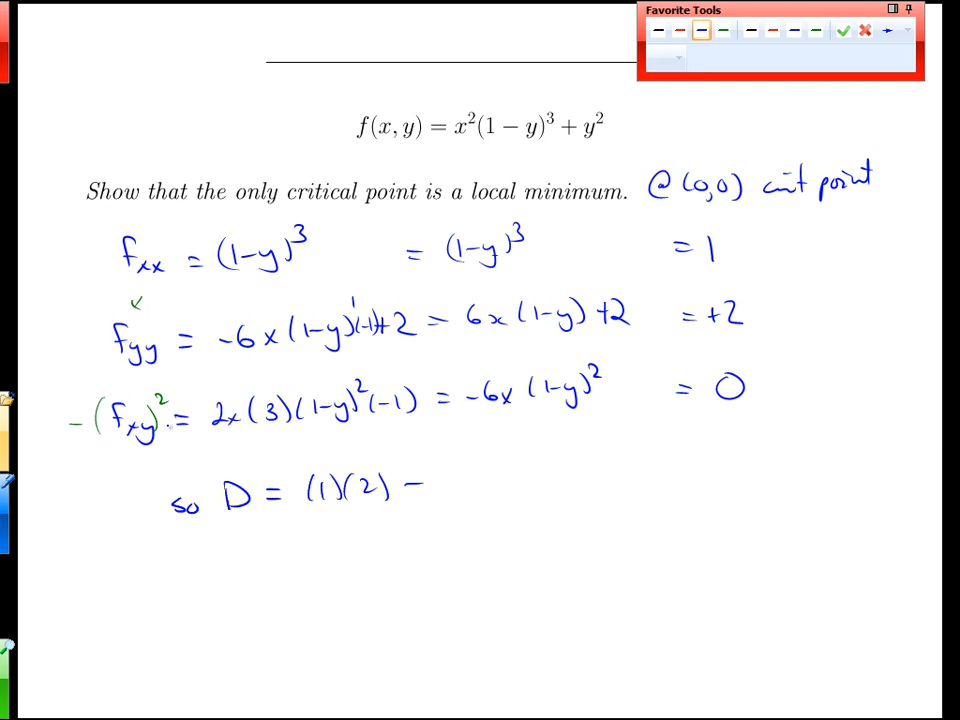 Favorite Tools
f(x, y) = x²(1 − y)³ + y²
Show that the only critical point is a local minimum. @ (0,0) crit point
fxx = (1-y)³ = (1-y)³ = 1
x
fyy = -6x(1-y)¹(-1)+2 = 6x(1-y)+2 = +2
-(fxy)² = 2x(3)(1-y)²(-1) = -6x(1-y)² = 0
so D = (1)(2) -